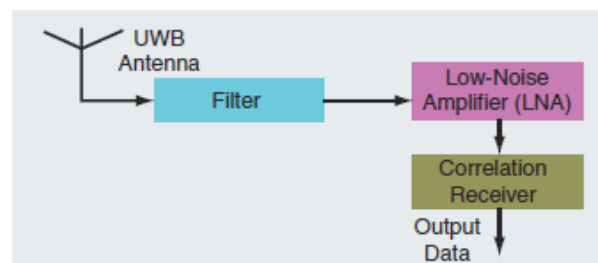 UWB
Antenna
Filter
Low-Noise
Amplifier (LNA)
Correlation
Receiver
Output
Data